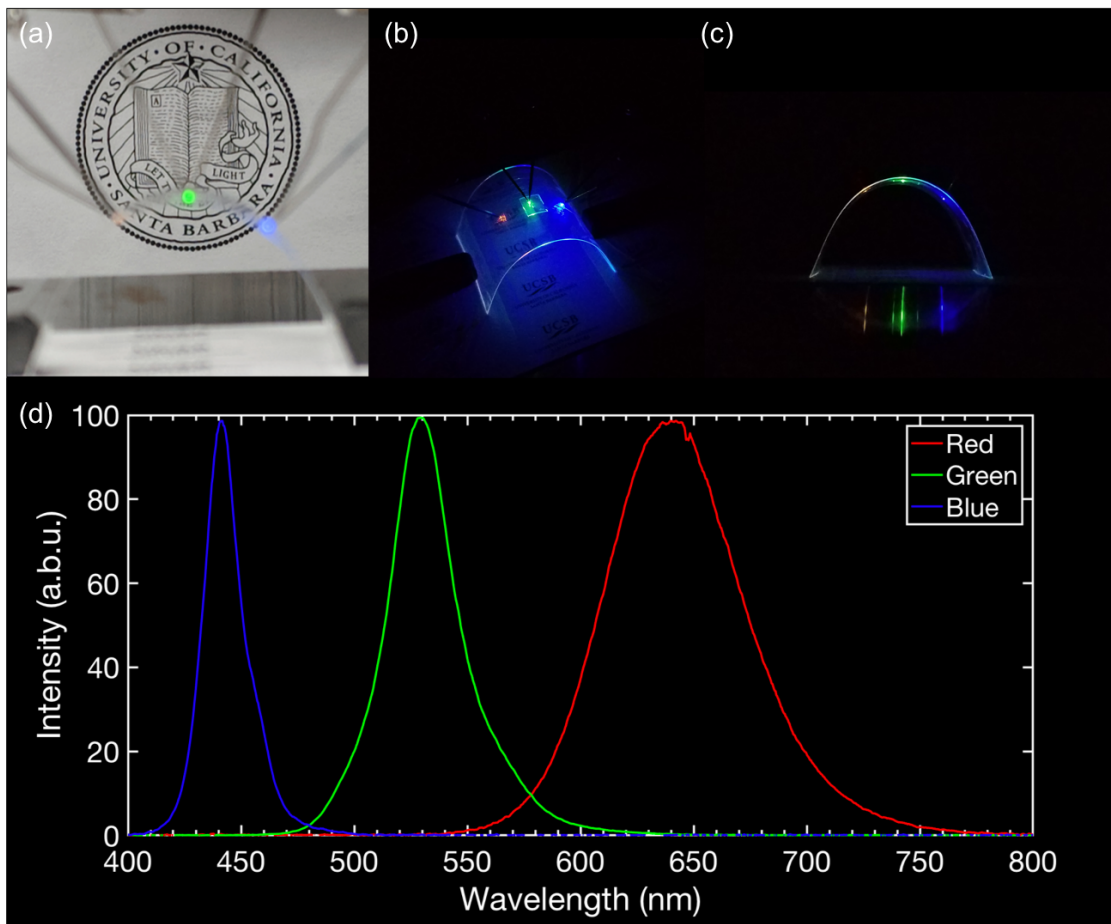 (a)
UNIVERSITY·OF·CALIFORNIA
A
LIGHT
SANTA BARBARA
(b)
UCSB
UCSB
UCSB
(c)
(d)
100
80
60
40
20
0
Intensity (a.b.u.)
Red
Green
Blue
400 450 500 550 600 650 700 750 800
Wavelength (nm)